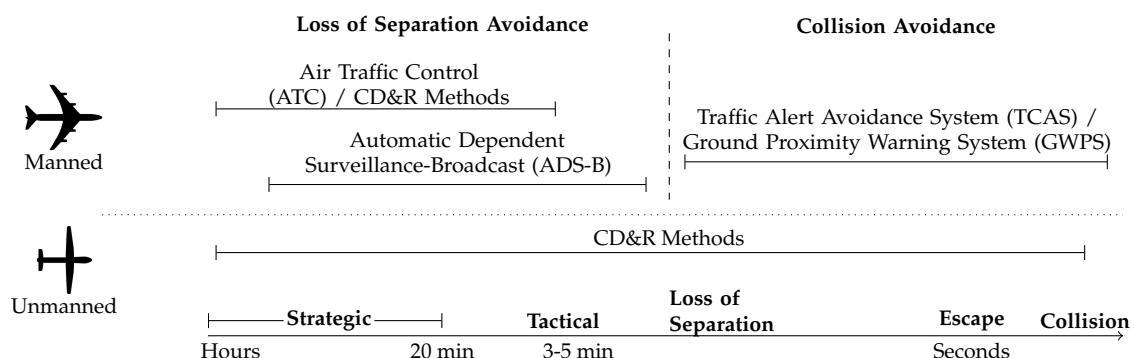 Loss of Separation Avoidance
Collision Avoidance
Air Traffic Control
(ATC) / CD&R Methods
Traffic Alert Avoidance System (TCAS) /
Ground Proximity Warning System (GWPS)
Automatic Dependent
Surveillance-Broadcast (ADS-B)
Manned
CD&R Methods
Unmanned
Strategic
Tactical
Loss of
Separation
Escape
Collision
Hours
20 min
3-5 min
Seconds